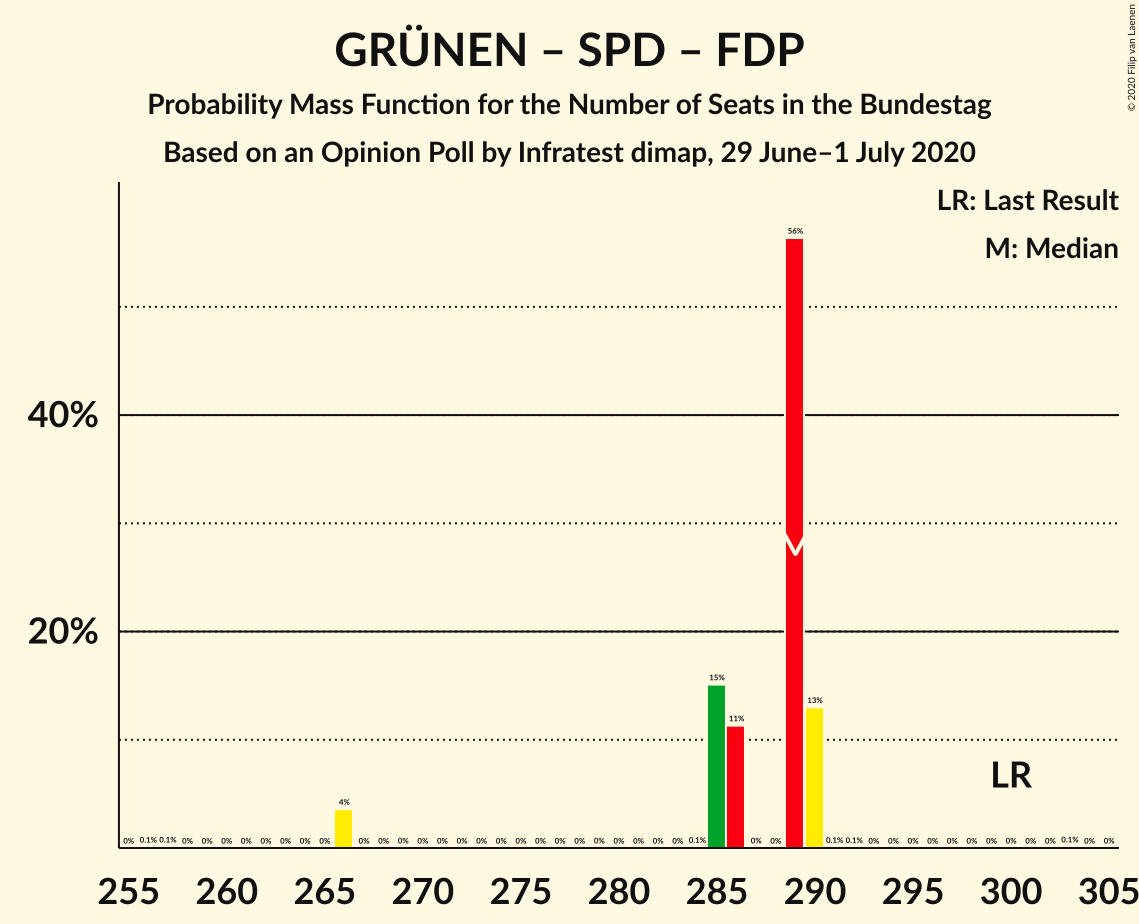 © 2020 Filip van Laenen
GRÜNEN – SPD – FDP
Probability Mass Function for the Number of Seats in the Bundestag
Based on an Opinion Poll by Infratest dimap, 29 June–1 July 2020
LR: Last Result
M: Median
56%
40%
20%
15%
13%
11%
LR
4%
0% 0.1% 0.1% 0% 0% 0% 0% 0% 0% 0% 0% 0% 0% 0% 0% 0% 0% 0% 0% 0% 0% 0% 0% 0% 0% 0% 0% 0% 0.1% 0% 0% 0.1% 0.1% 0% 0% 0% 0% 0% 0% 0% 0% 0% 0% 0.1% 0% 0%
255 260 265 270 275 280 285 290 295 300 305